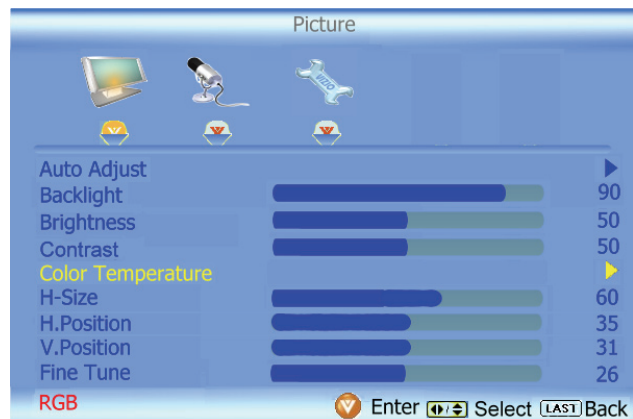 Picture
VIZIO
Auto Adjust
Backlight 90
Brightness 50
Contrast 50
Color Temperature
H-Size 60
H.Position 35
V.Position 31
Fine Tune 26
RGB Enter Select LAST Back